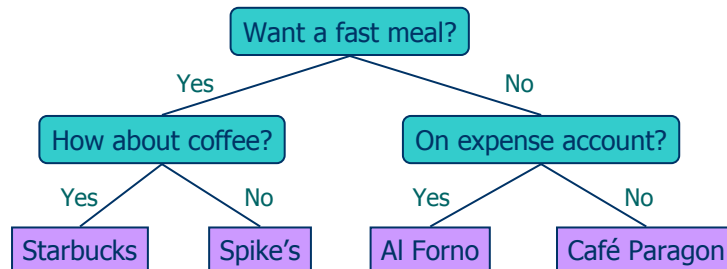 Want a fast meal?
Yes
No
How about coffee?
On expense account?
Yes
No
Yes
No
Starbucks
Spike’s
Al Forno
Café Paragon